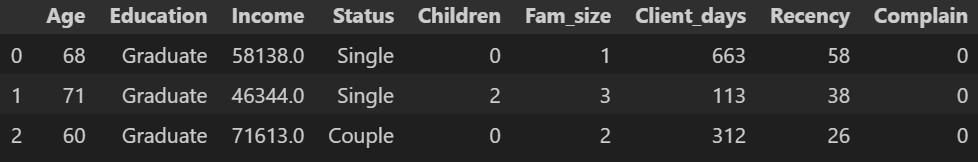 Age Education Income Status Children Fam_size Client_days Recency Complain
0 68 Graduate 58138.0 Single 0 1 663 58 0
1 71 Graduate 46344.0 Single 2 3 113 38 0
2 60 Graduate 71613.0 Couple 0 2 312 26 0